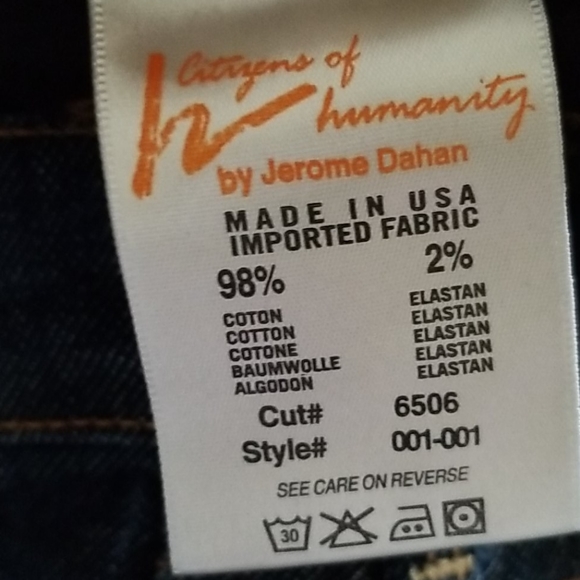 Citizens of
humanity
by Jerome Dahan
MADE IN USA
IMPORTED FABRIC
98% 2%
COTON ELASTAN
COTTON ELASTAN
COTONE ELASTAN
BAUMWOLLE ELASTAN
ALGODON ELASTAN
Cut# 6506
Style# 001-001
SEE CARE ON REVERSE
30